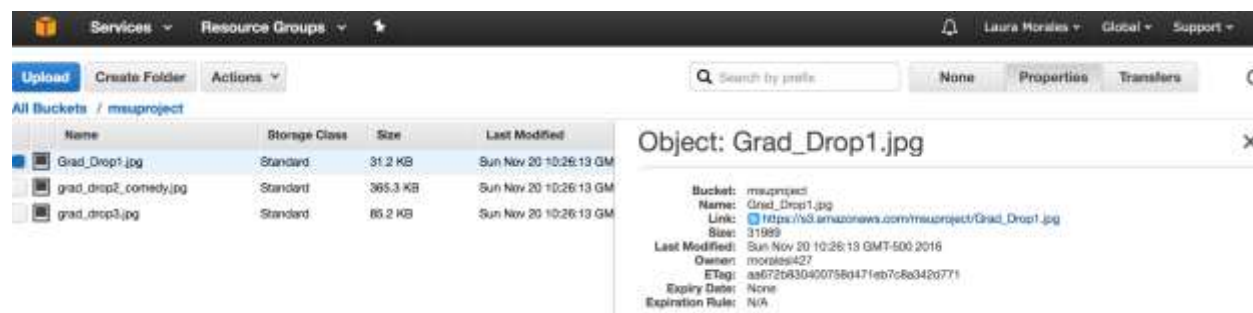 Services Resource Groups Laura Morales Global Support
Upload Create Folder Actions Search by prefix None Properties Transfers
All Buckets / msuproject
Name Storage Class Size Last Modified
Grad_Drop1.jpg Standard 31.2 KB Sun Nov 20 10:26:13 GM
grad_drop2_comedy.jpg Standard 365.3 KB Sun Nov 20 10:26:13 GM
grad_drop3.jpg Standard 85.2 KB Sun Nov 20 10:26:13 GM
Object: Grad_Drop1.jpg
Bucket: msuproject
Name: Grad_Drop1.jpg
Link: https://s3.amazonaws.com/msuproject/Grad_Drop1.jpg
Size: 31989
Last Modified: Sun Nov 20 10:26:13 GMT-500 2016
Owner: moralesl427
ETag:
Expiry Date: None
Expiration Rule: N/A